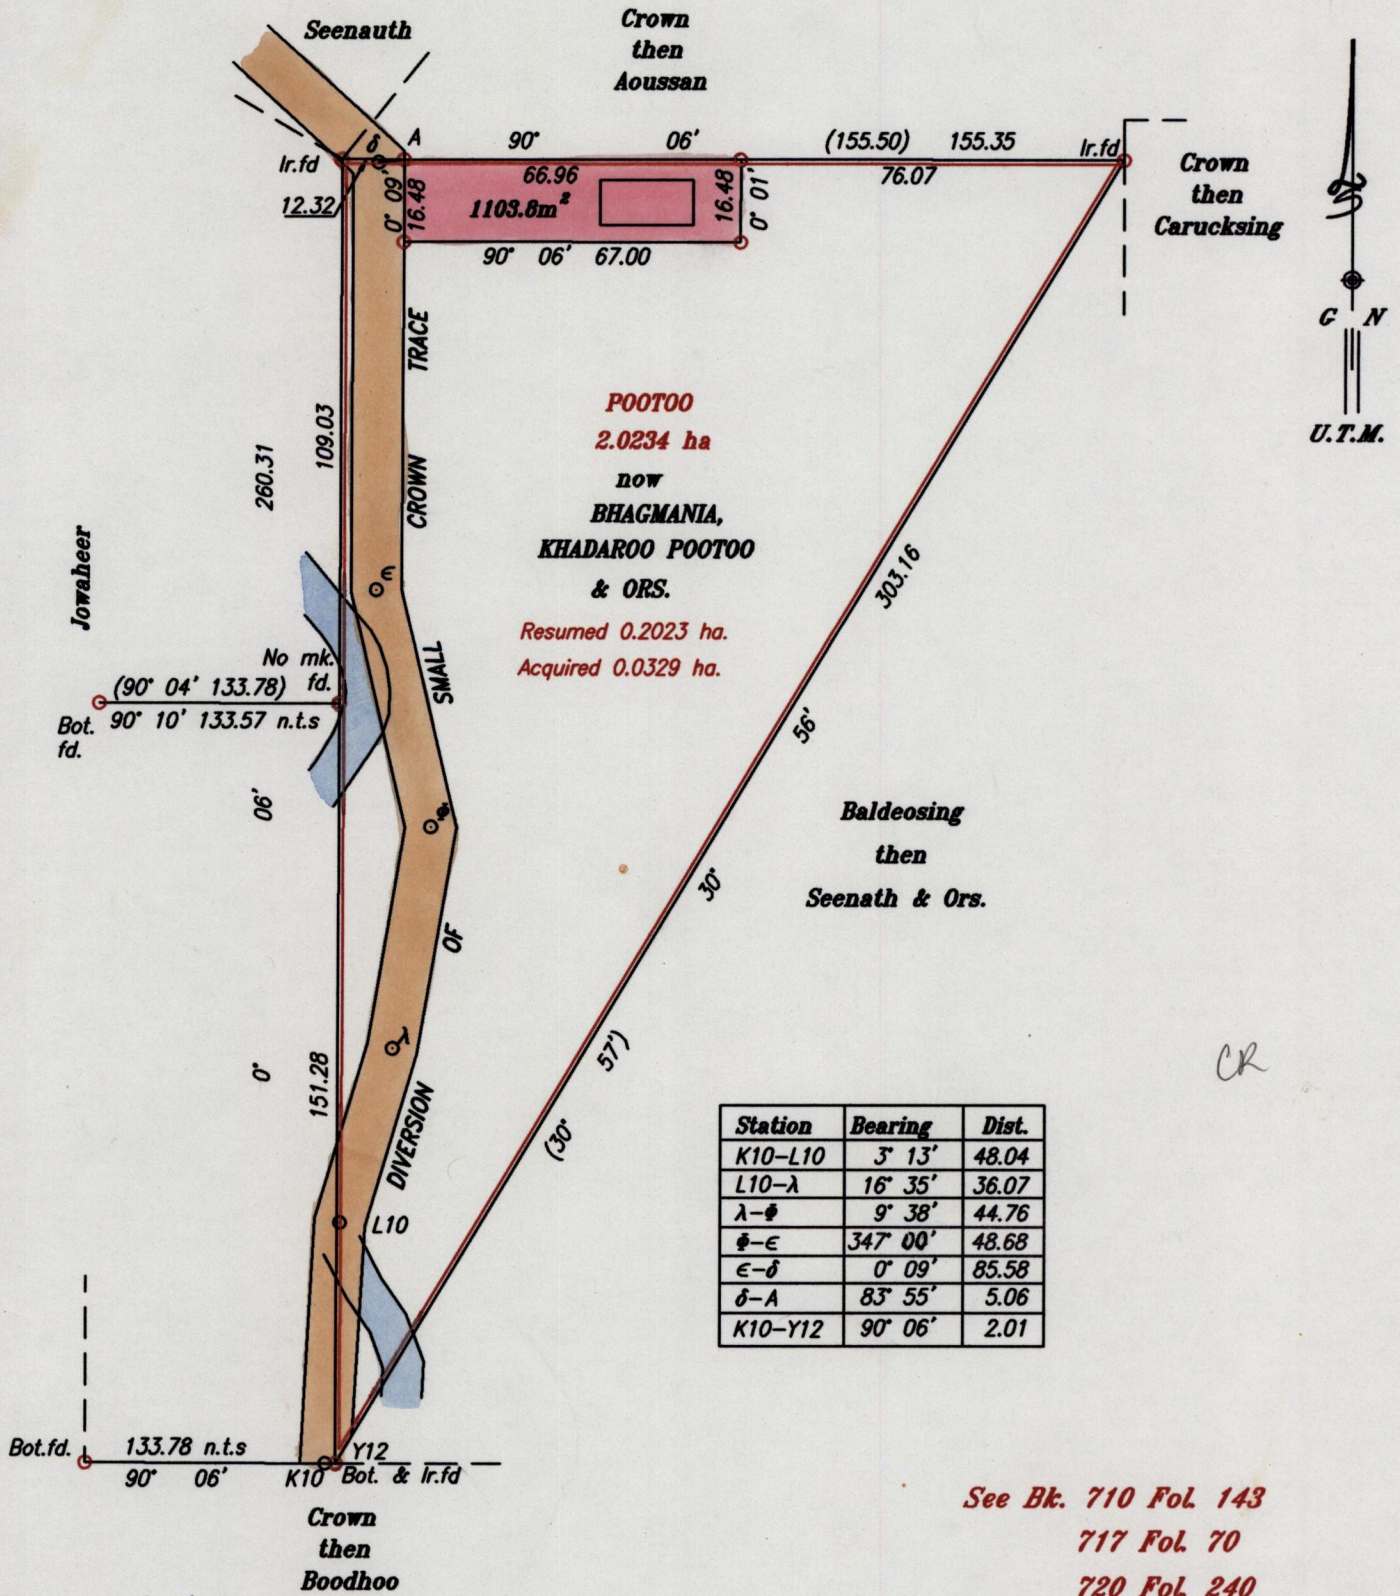 Seenauth
Crown
then
Aoussan
δ
A
90° 06' (155.50) 155.35
Ir.fd
Ir.fd
Crown
then
Carucksing
66.96
76.07
12.32
0° 09'
16.48
1103.8m²
16.48
0° 01'
90° 06' 67.00
G N
U.T.M.
TRACE
CROWN
SMALL
OF
DIVERSION
109.03
260.31
POOTOO
2.0234 ha
now
BHAGMANIA,
KHADAROO POOTOO
& ORS.
Resumed 0.2023 ha.
Acquired 0.0329 ha.
Jowaheer
ϵ
No mk.
fd.
(90° 04' 133.78)
90° 10' 133.57 n.t.s
Bot.
fd.
303.16
56'
30°
57')
(30°
06'
0°
151.28
Φ
Baldeosing
then
Seenath & Ors.
λ
CR
L10
Station Bearing Dist.
K10-L10 3° 13' 48.04
L10-λ 16° 35' 36.07
λ-Φ 9° 38' 44.76
Φ-ϵ 347° 00' 48.68
ϵ-δ 0° 09' 85.58
δ-A 83° 55' 5.06
K10-Y12 90° 06' 2.01
Bot.fd.
133.78 n.t.s
90° 06'
K10
Y12
Bot. & Ir.fd
Crown
then
Boodhoo
See Bk. 710 Fol. 143
717 Fol. 70
720 Fol. 240